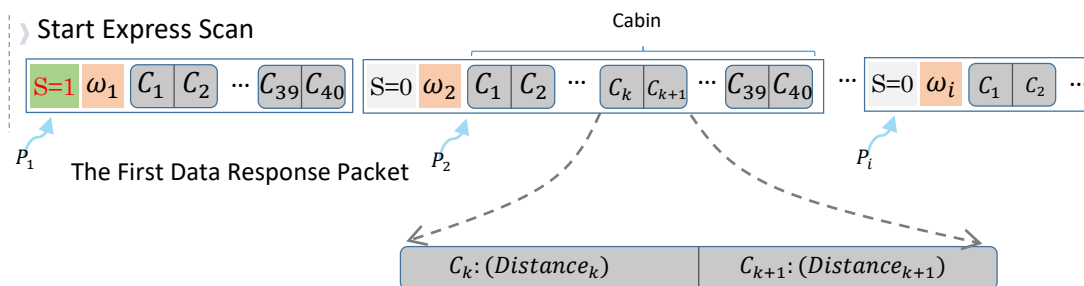 Start Express Scan
Cabin
S=1 ω₁ C₁ C₂ ... C₃₉ C₄₀ S=0 ω₂ C₁ C₂ ... Cₖ Cₖ₊₁ ... C₃₉ C₄₀ ... S=0 ωᵢ C₁ C₂ ...
P₁ P₂ Pᵢ
The First Data Response Packet
Cₖ: (Distanceₖ) Cₖ₊₁: (Distanceₖ₊₁)